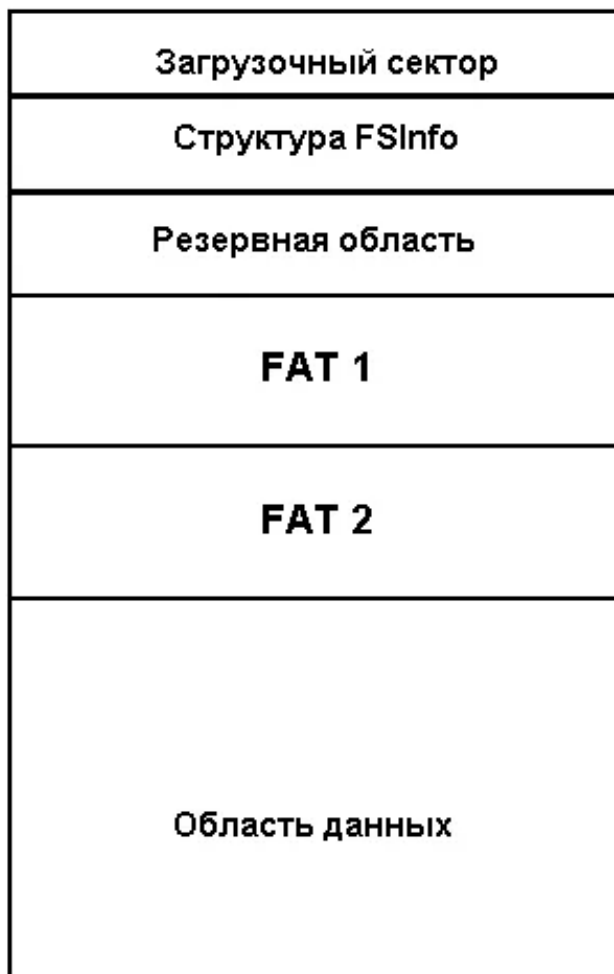 Загрузочный сектор
Структура FSInfo
Резервная область
FAT 1
FAT 2
Область данных